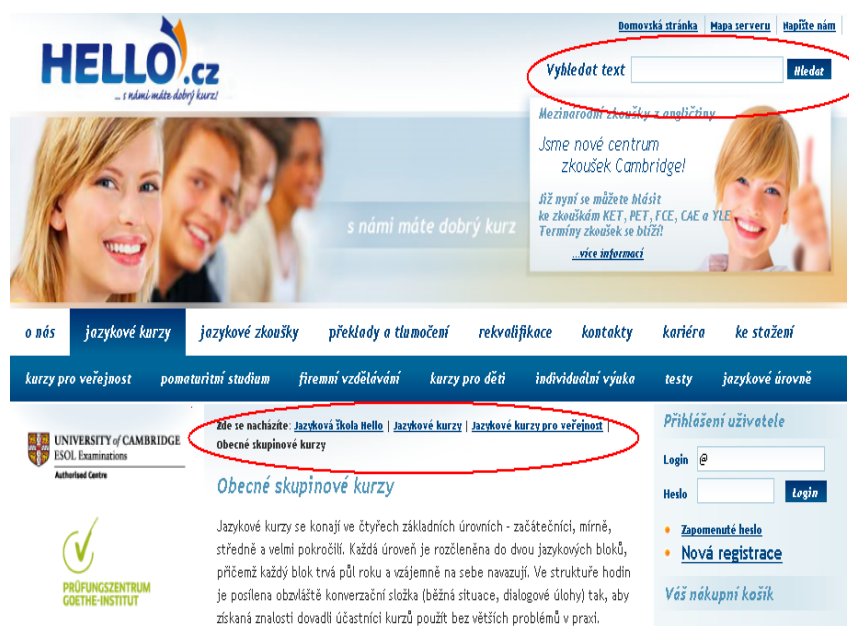 Domovská stránka | Mapa serveru | Napište nám
HELLO.cz
... s námi máte dobrý kurz!
Vyhledat text Hledat
Mezinárodní zkoušky z angličtiny
Jsme nové centrum
zkoušek Cambridge!
Již nyní se můžete hlásit
ke zkouškám KET, PET, FCE, CAE a YLE
Termíny zkoušek se blíží!
...více informací
s námi máte dobrý kurz
o nás jazykové kurzy jazykové zkoušky překlady a tlumočení rekvalifikace kontakty kariéra ke stažení
kurzy pro veřejnost pomaturitní studium firemní vzdělávání kurzy pro děti individuální výuka testy jazykové úrovně
UNIVERSITY of CAMBRIDGE
ESOL Examinations
Authorised Centre
PRÜFUNGSZENTRUM
GOETHE-INSTITUT
Zde se nacházíte: Jazyková škola Hello | Jazykové kurzy | Jazykové kurzy pro veřejnost |
Obecné skupinové kurzy
Obecné skupinové kurzy
Jazykové kurzy se konají ve čtyřech základních úrovních - začátečníci, mírně,
středně a velmi pokročilí. Každá úroveň je rozčleněna do dvou jazykových bloků,
přičemž každý blok trvá půl roku a vzájemně na sebe navazují. Ve struktuře hodin
je posílena obzvláště konverzační složka (běžná situace, dialogové úlohy) tak, aby
získaná znalosti dovadli účastníci kurzů použít bez větších problémů v praxi.
Přihlášení uživatele
Login @
Heslo Login
Zapomenuté heslo
Nová registrace
Váš nákupní košík